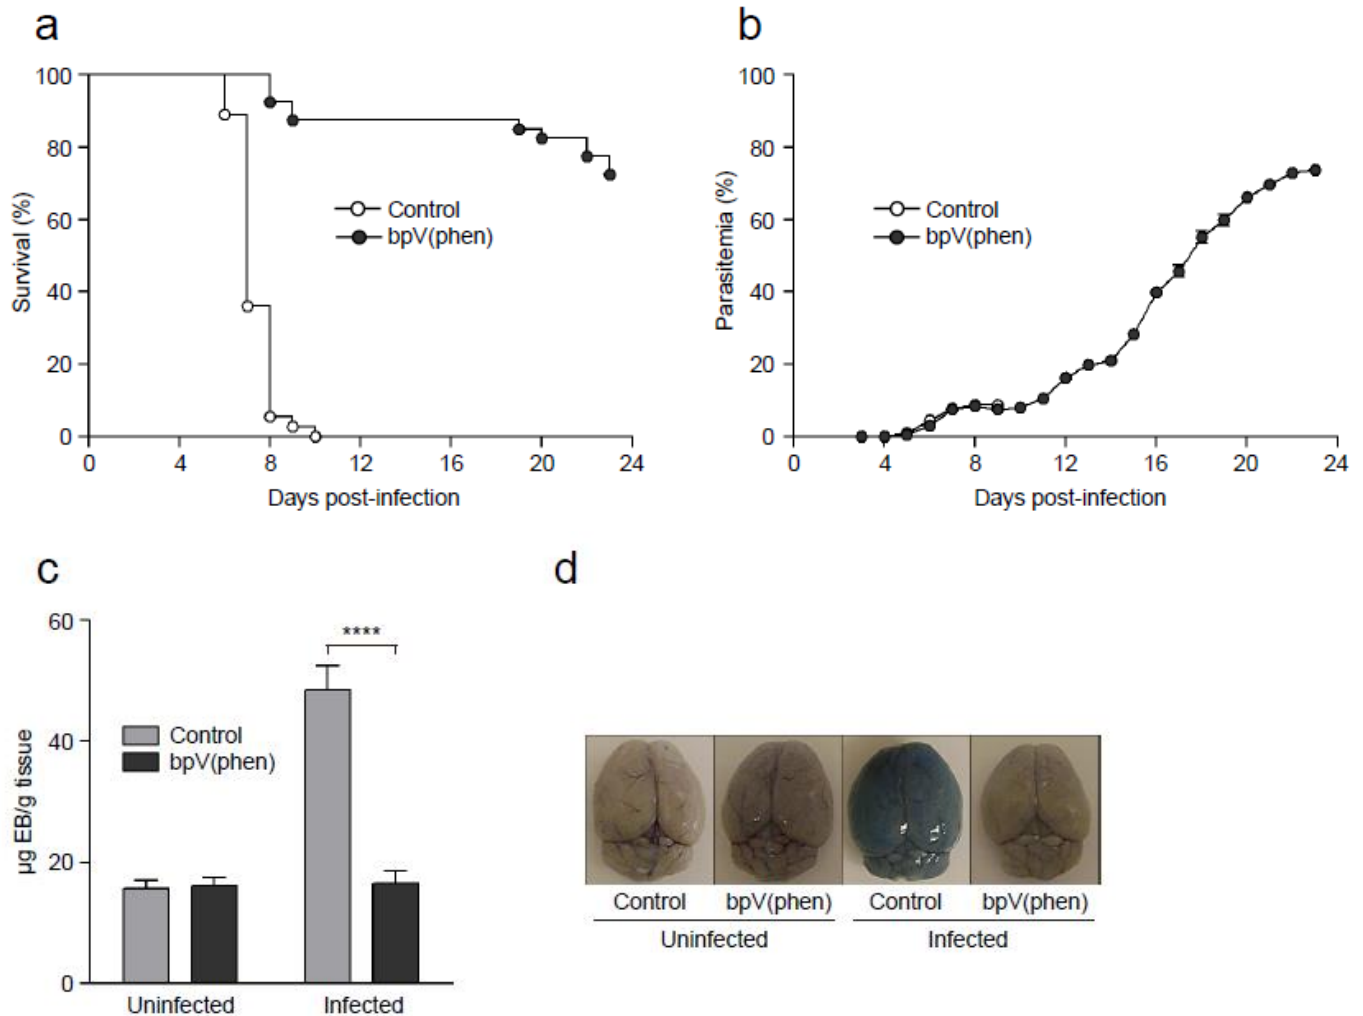 a
100
80
60
40
20
0
Survival (%)
Control
bpV(phen)
0 4 8 12 16 20 24
Days post-infection
b
100
80
60
40
20
0
Parasitemia (%)
Control
bpV(phen)
0 4 8 12 16 20 24
Days post-infection
c
60
40
20
0
µg EB/g tissue
****
Control
bpV(phen)
Uninfected Infected
d
Control bpV(phen) Control bpV(phen)
Uninfected Infected